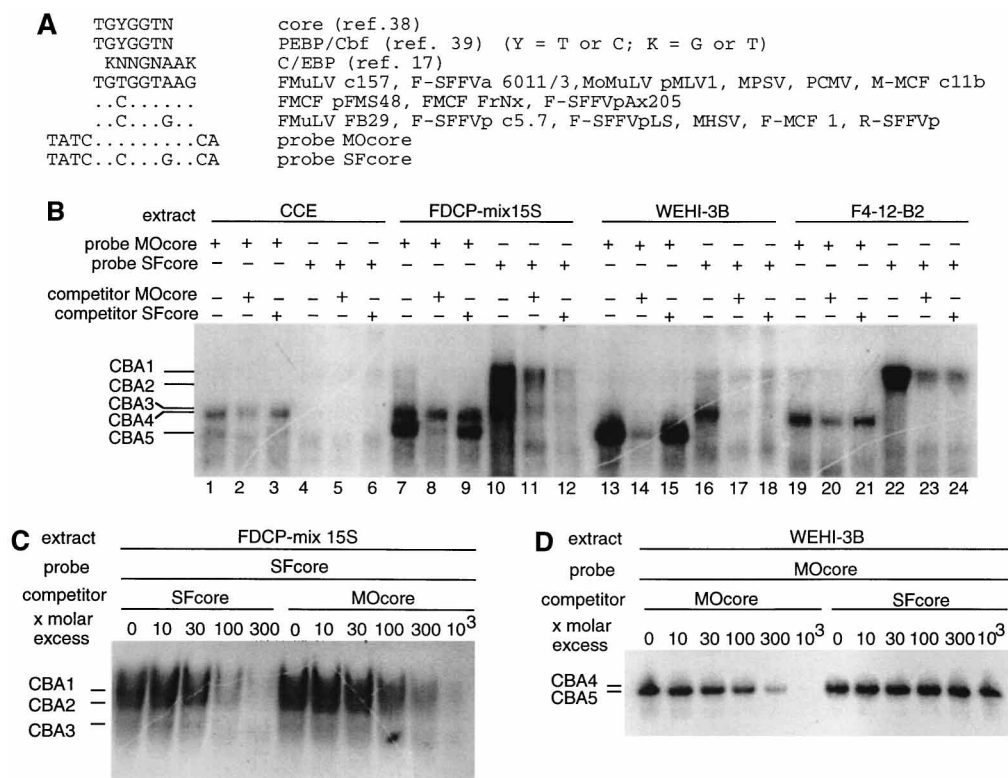 A
TGYGGTN core (ref.38)
TGYGGTN PEBP/Cbf (ref. 39) (Y = T or C; K = G or T)
KNNGNAAK C/EBP (ref. 17)
TGTGGTAAG FMuLV c157, F-SFFVa 6011/3, MoMuLV pMLV1, MPSV, PCMV, M-MCF c11b
..C...... FMCF pFMS48, FMCF FrNx, F-SFFVpAx205
..C...G.. FMuLV FB29, F-SFFVp c5.7, F-SFFVpLS, MHSV, F-MCF 1, R-SFFVp
TATC.........CA probe MOcore
TATC..C...G..CA probe SFcore
B
extract CCE FDCP-mix15S WEHI-3B F4-12-B2
probe MOcore + + + – – – + + + – – – + + + – – – + + + – – –
probe SFcore – – – + + + – – – + + + – – – + + + – – – + + +
competitor MOcore – + – – + – – + – – + – – + – – + – – + – – + –
competitor SFcore – – + – – + – – + – – + – – + – – + – – + – – +
CBA1
CBA2
CBA3
CBA4
CBA5
1 2 3 4 5 6 7 8 9 10 11 12 13 14 15 16 17 18 19 20 21 22 23 24
C
extract FDCP-mix 15S
probe SFcore
competitor SFcore MOcore
x molar
excess 0 10 30 100 300 0 10 30 100 300 10³
CBA1
CBA2
CBA3
D
extract WEHI-3B
probe MOcore
competitor MOcore SFcore
x molar
excess 0 10 30 100 300 10³ 0 10 30 100 300 10³
CBA4
CBA5